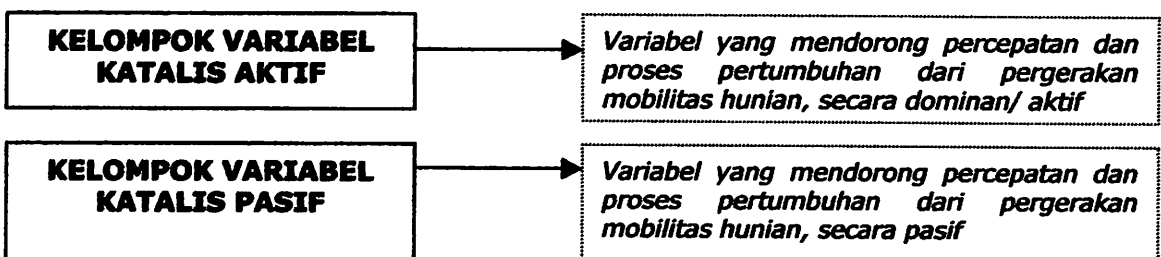 KELOMPOK VARIABEL
KATALIS AKTIF
Variabel yang mendorong percepatan dan
proses pertumbuhan dari pergerakan
mobilitas hunian, secara dominan/ aktif
KELOMPOK VARIABEL
KATALIS PASIF
Variabel yang mendorong percepatan dan
proses pertumbuhan dari pergerakan
mobilitas hunian, secara pasif